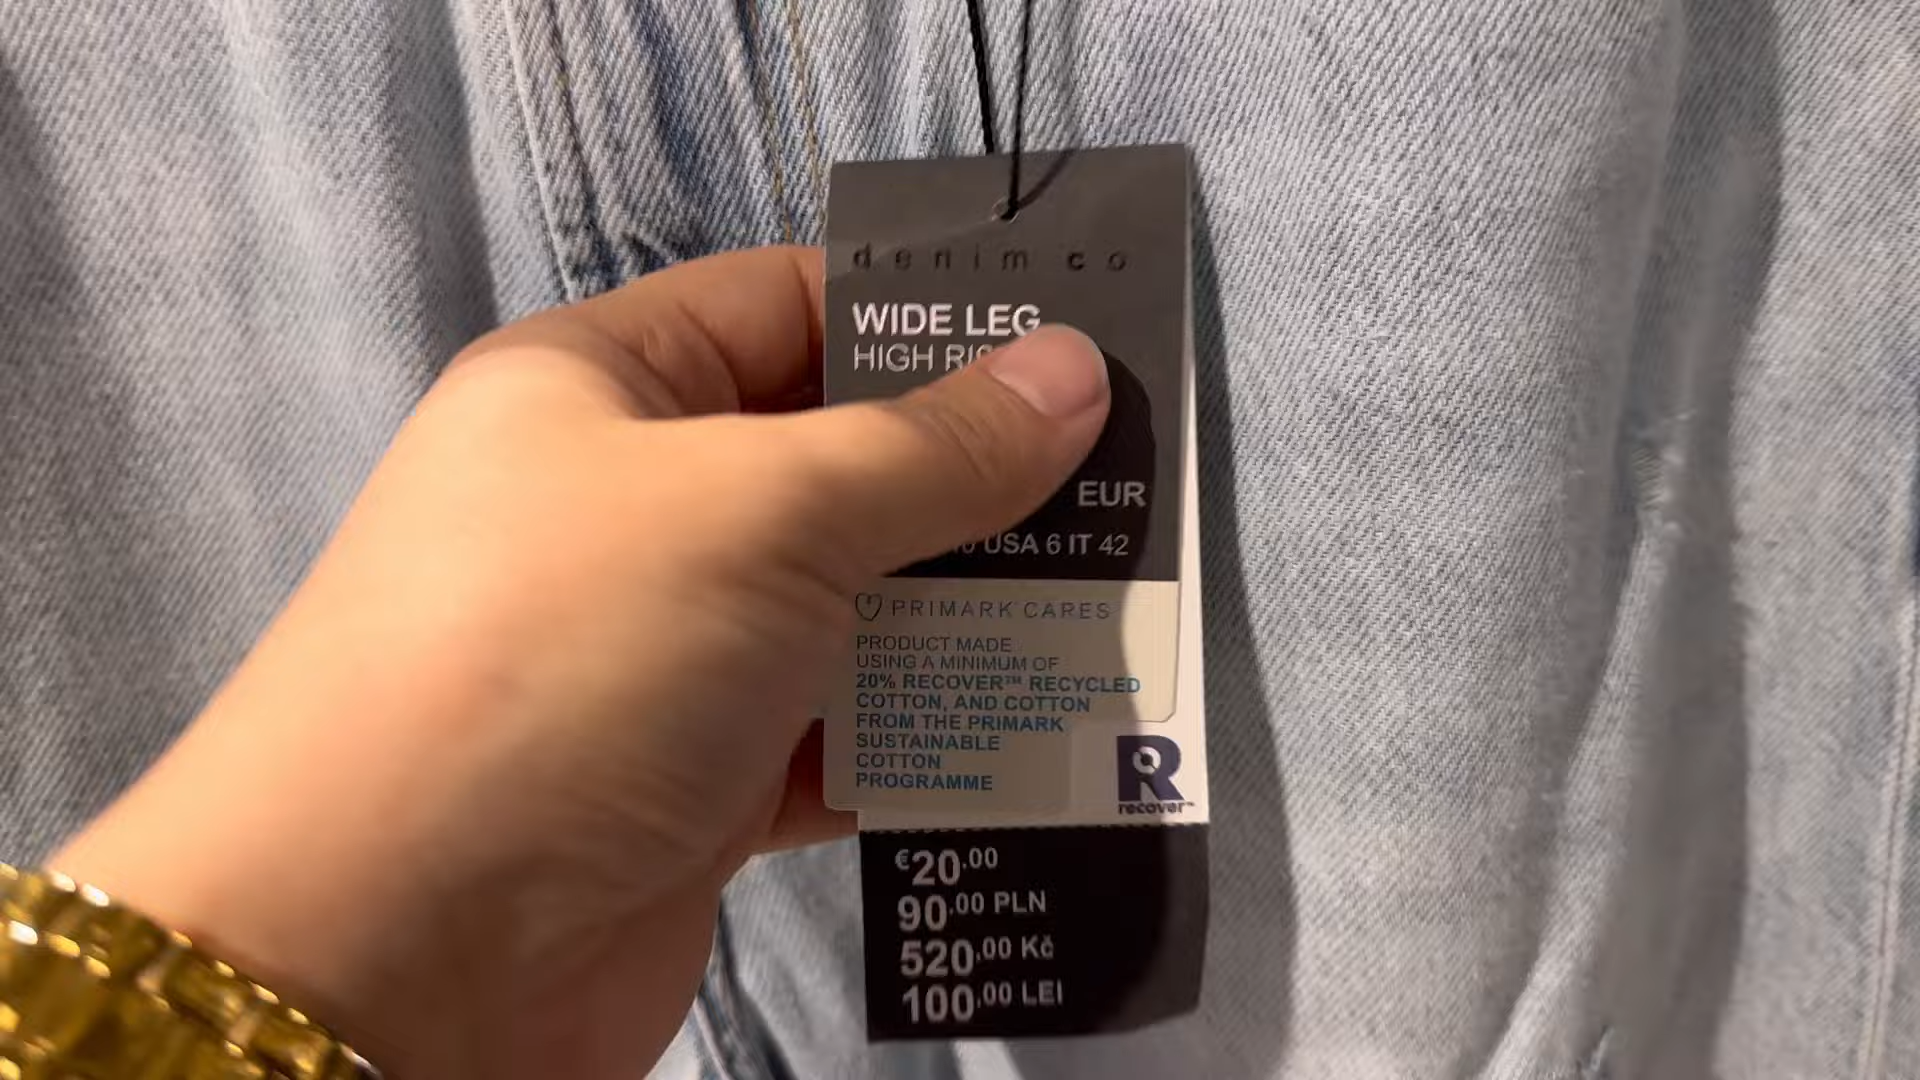 denim co
WIDE LEG
HIGH
EUR
USA 6 IT 42
PRIMARK CARES
PRODUCT MADE
USING A MINIMUM OF
20% RECOVER™ RECYCLED
COTTON, AND COTTON
FROM THE PRIMARK
SUSTAINABLE
COTTON
PROGRAMME
R
recover™
€20.00
90.00 PLN
520.00 Kč
100.00 LEI